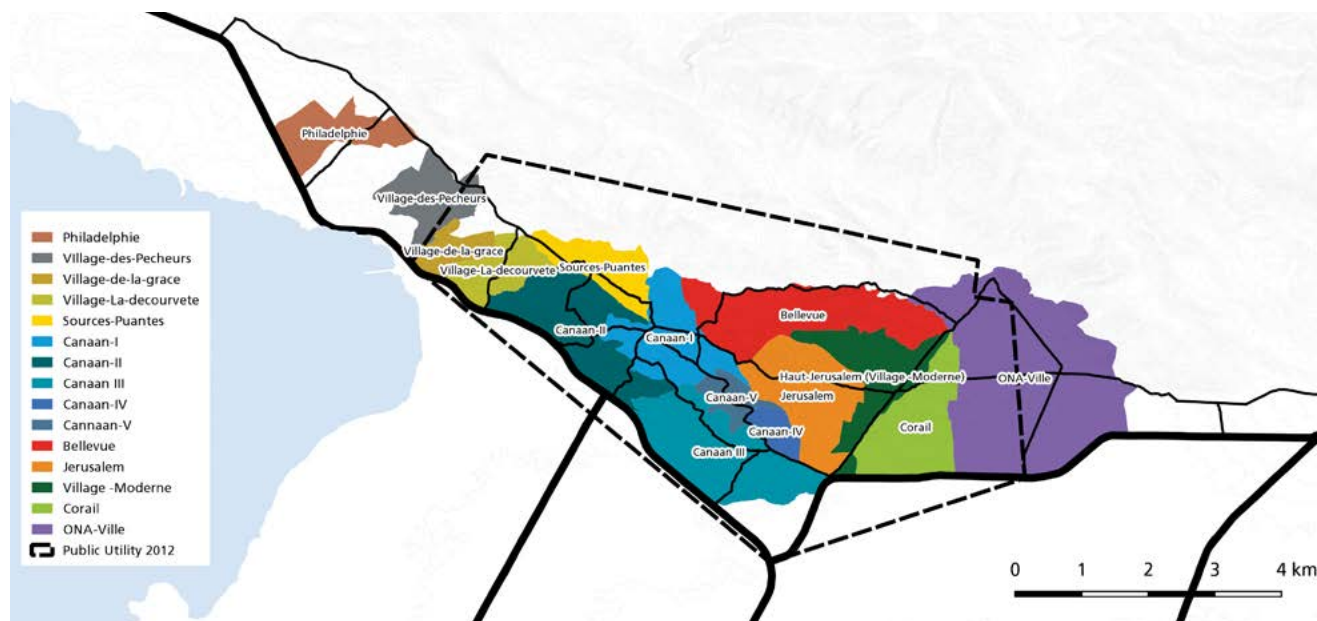 Philadelphie
Village-des-Pecheurs
Village-de-la-grace
Village-La-decourvete
Sources-Puantes
Canaan-II
Canaan-I
Bellevue
Haut-Jerusalem (Village -Moderne)
ONA-Ville
Canaan-V
Jerusalem
Canaan-IV
Corail
Canaan III
Philadelphie
VIllage-des-Pecheurs
Village-de-la-grace
Village-La-decourvete
Sources-Puantes
Canaan-I
Canaan-II
Canaan III
Canaan-IV
Cannaan-V
Bellevue
Jerusalem
Village -Moderne
Corail
ONA-Ville
Public Utility 2012
0 1 2 3 4 km